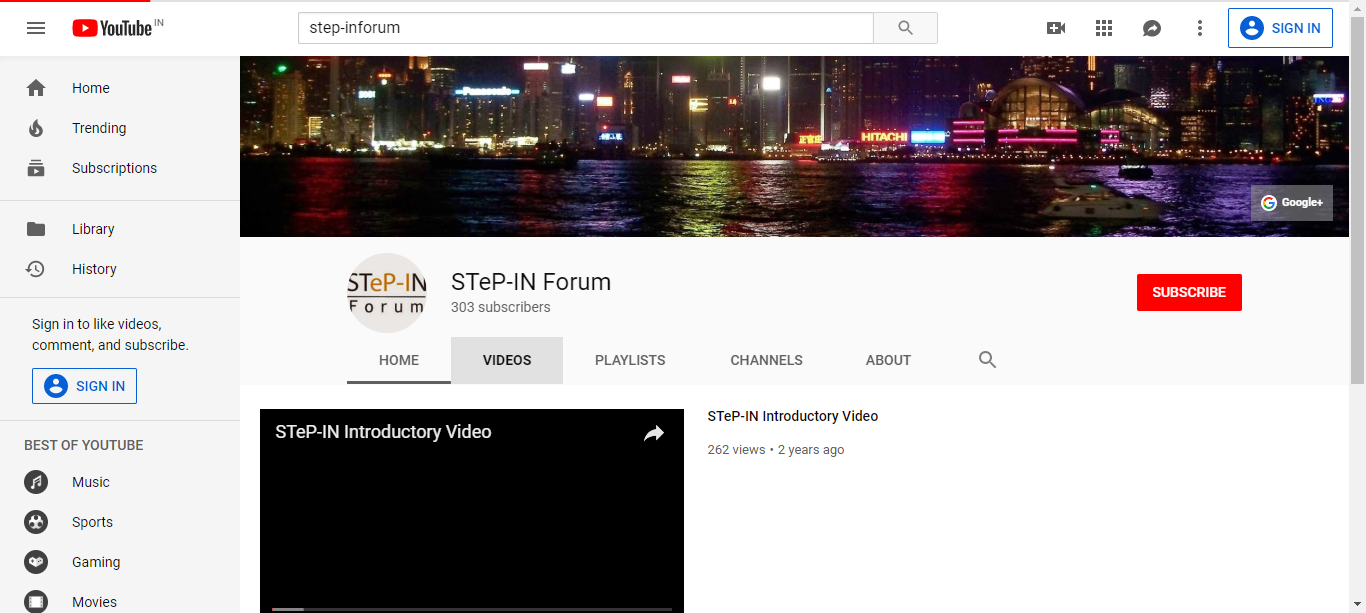 YouTube IN
step-inforum
SIGN IN
Home
Trending
Subscriptions
Library
History
Sign in to like videos,
comment, and subscribe.
SIGN IN
BEST OF YOUTUBE
Music
Sports
Gaming
Movies
Panasonic
HITACHI
Google+
STeP-IN
Forum
STeP-IN Forum
303 subscribers
SUBSCRIBE
HOME
VIDEOS
PLAYLISTS
CHANNELS
ABOUT
STeP-IN Introductory Video
STeP-IN Introductory Video
262 views • 2 years ago